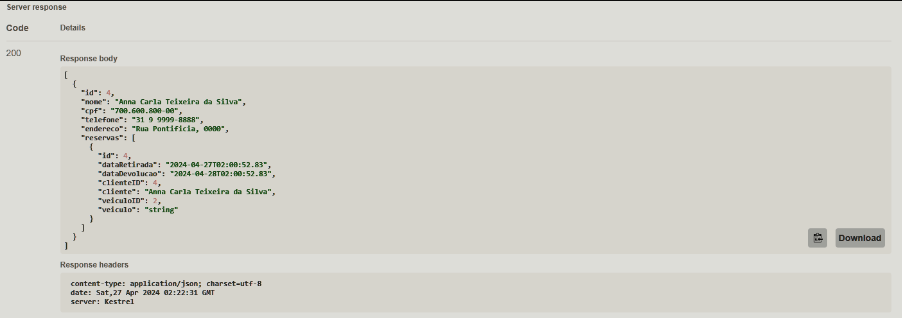 Server response
Code Details
200
Response body
[
  {
    "id": 4,
    "nome": "Anna Carla Teixeira da Silva",
    "cpf": "700.600.800-00",
    "telefone": "31 9 9999-8888",
    "endereco": "Rua Pontificia, 0000",
    "reservas": [
      {
        "id": 4,
        "dataRetirada": "2024-04-27T02:00:52.83",
        "dataDevolucao": "2024-04-28T02:00:52.83",
        "clienteID": 4,
        "cliente": "Anna Carla Teixeira da Silva",
        "veiculoID": 2,
        "veiculo": "string"
      }
    ]
  }
]
Download
Response headers
content-type: application/json; charset=utf-8
date: Sat,27 Apr 2024 02:22:31 GMT
server: Kestrel